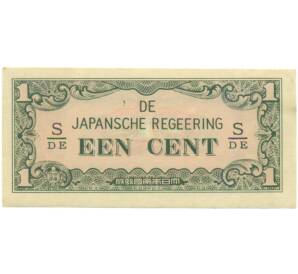 1 DE 1
JAPANSCHE REGEERING
S/DE EEN CENT S/DE
1 1